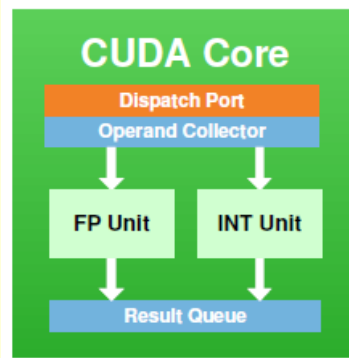 CUDA Core
Dispatch Port
Operand Collector
FP Unit INT Unit
Result Queue